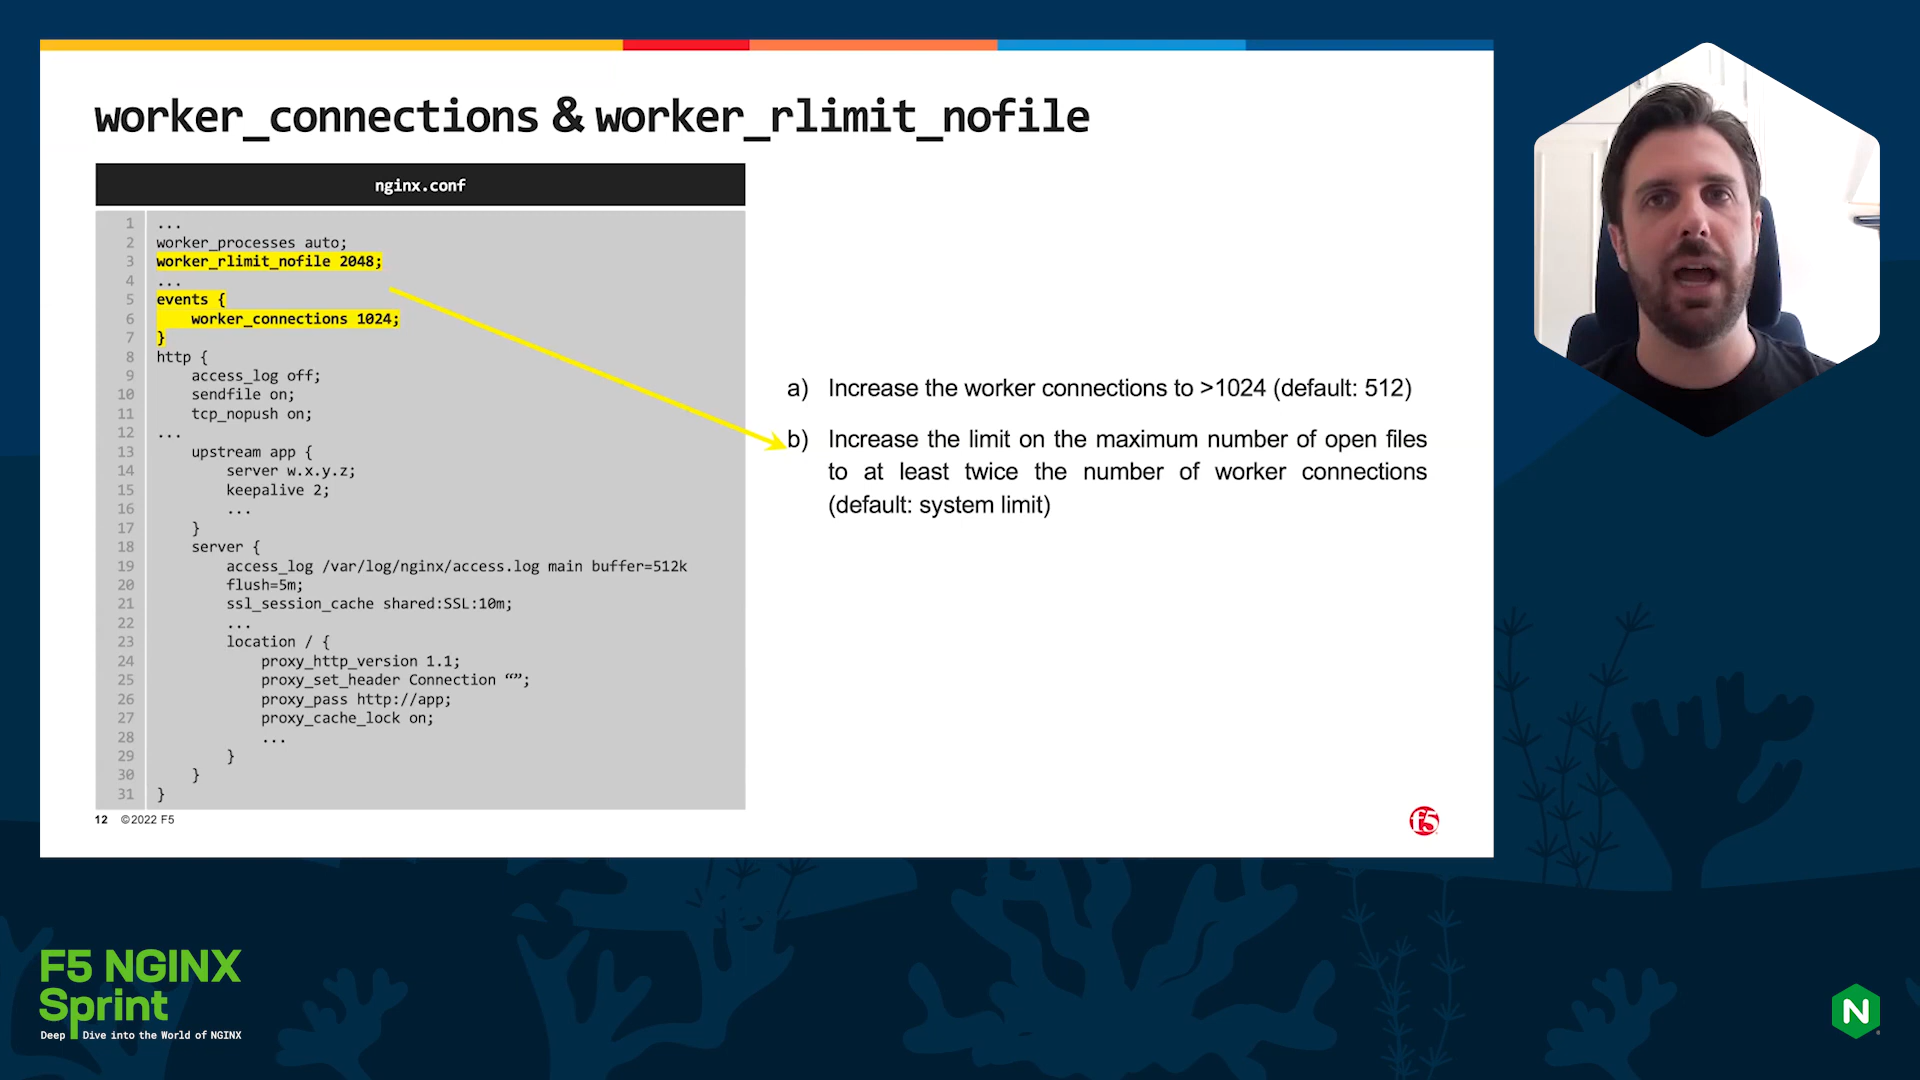 worker_connections & worker_rlimit_nofile
nginx.conf
1 ...
2 worker_processes auto;
3 worker_rlimit_nofile 2048;
4 ...
5 events {
6 worker_connections 1024;
7 }
8 http {
9 access_log off;
10 sendfile on;
11 tcp_nopush on;
12 ...
13 upstream app {
14 server w.x.y.z;
15 keepalive 2;
16 ...
17 }
18 server {
19 access_log /var/log/nginx/access.log main buffer=512k
20 flush=5m;
21 ssl_session_cache shared:SSL:10m;
22 ...
23 location / {
24 proxy_http_version 1.1;
25 proxy_set_header Connection “”;
26 proxy_pass http://app;
27 proxy_cache_lock on;
28 ...
29 }
30 }
31 }
a) Increase the worker connections to >1024 (default: 512)
b) Increase the limit on the maximum number of open files
to at least twice the number of worker connections
(default: system limit)
12 ©2022 F5
f5
F5 NGINX
Sprint
Deep Dive into the World of NGINX
N